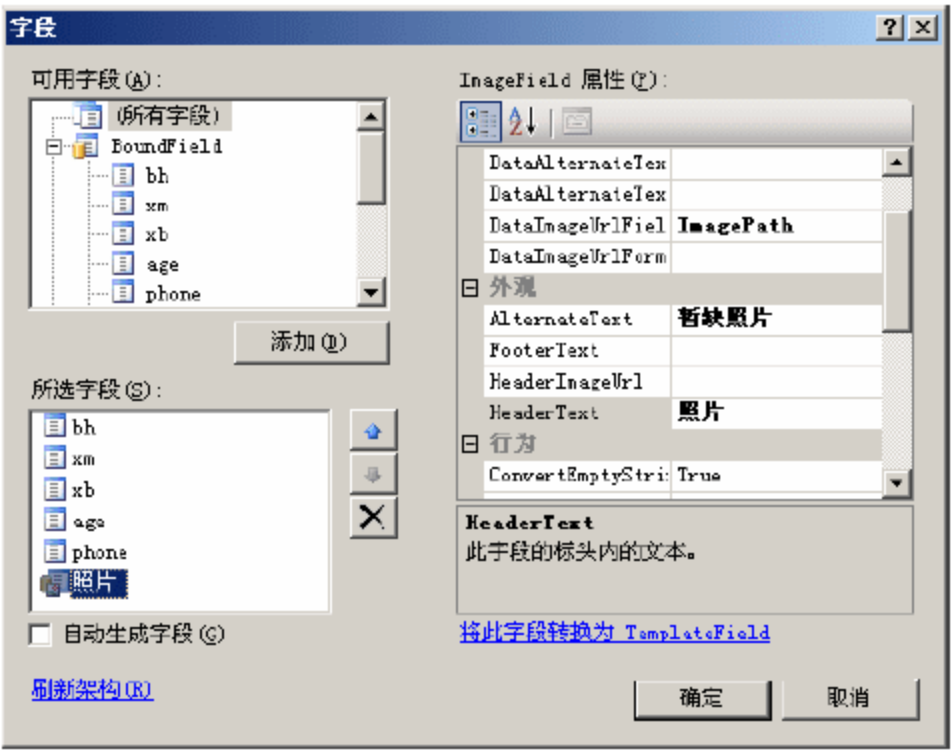 字段
可用字段(A):
(所有字段)
BoundField
bh
xm
xb
age
phone
添加(D)
所选字段(S):
bh
xm
xb
age
phone
照片
自动生成字段(G)
刷新架构(R)
ImageField 属性(P):
DataAlternateTex
DataAlternateTex
DataImageUrlFiel ImagePath
DataImageUrlForm
外观
AlternateText 暂缺照片
FooterText
HeaderImageUrl
HeaderText 照片
行为
ConvertEmptyStri: True
HeaderText
此字段的标头内的文本。
将此字段转换为 TemplateField
确定
取消